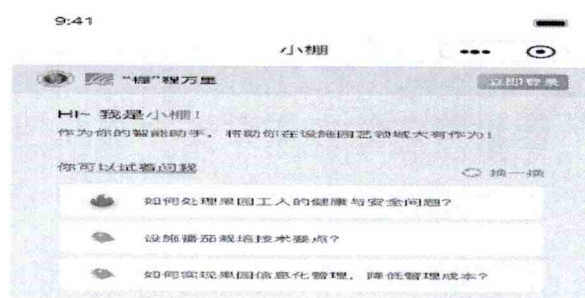 9:41
小棚
“棚”程万里
立即登录
HI~ 我是小棚！
作为你的智能助手，将助你在设施园艺领域大有作为！
你可以试着问我
换一换
如何处理果园工人的健康与安全问题？
设施番茄栽培技术要点？
如何实现果园信息化管理，降低管理成本？